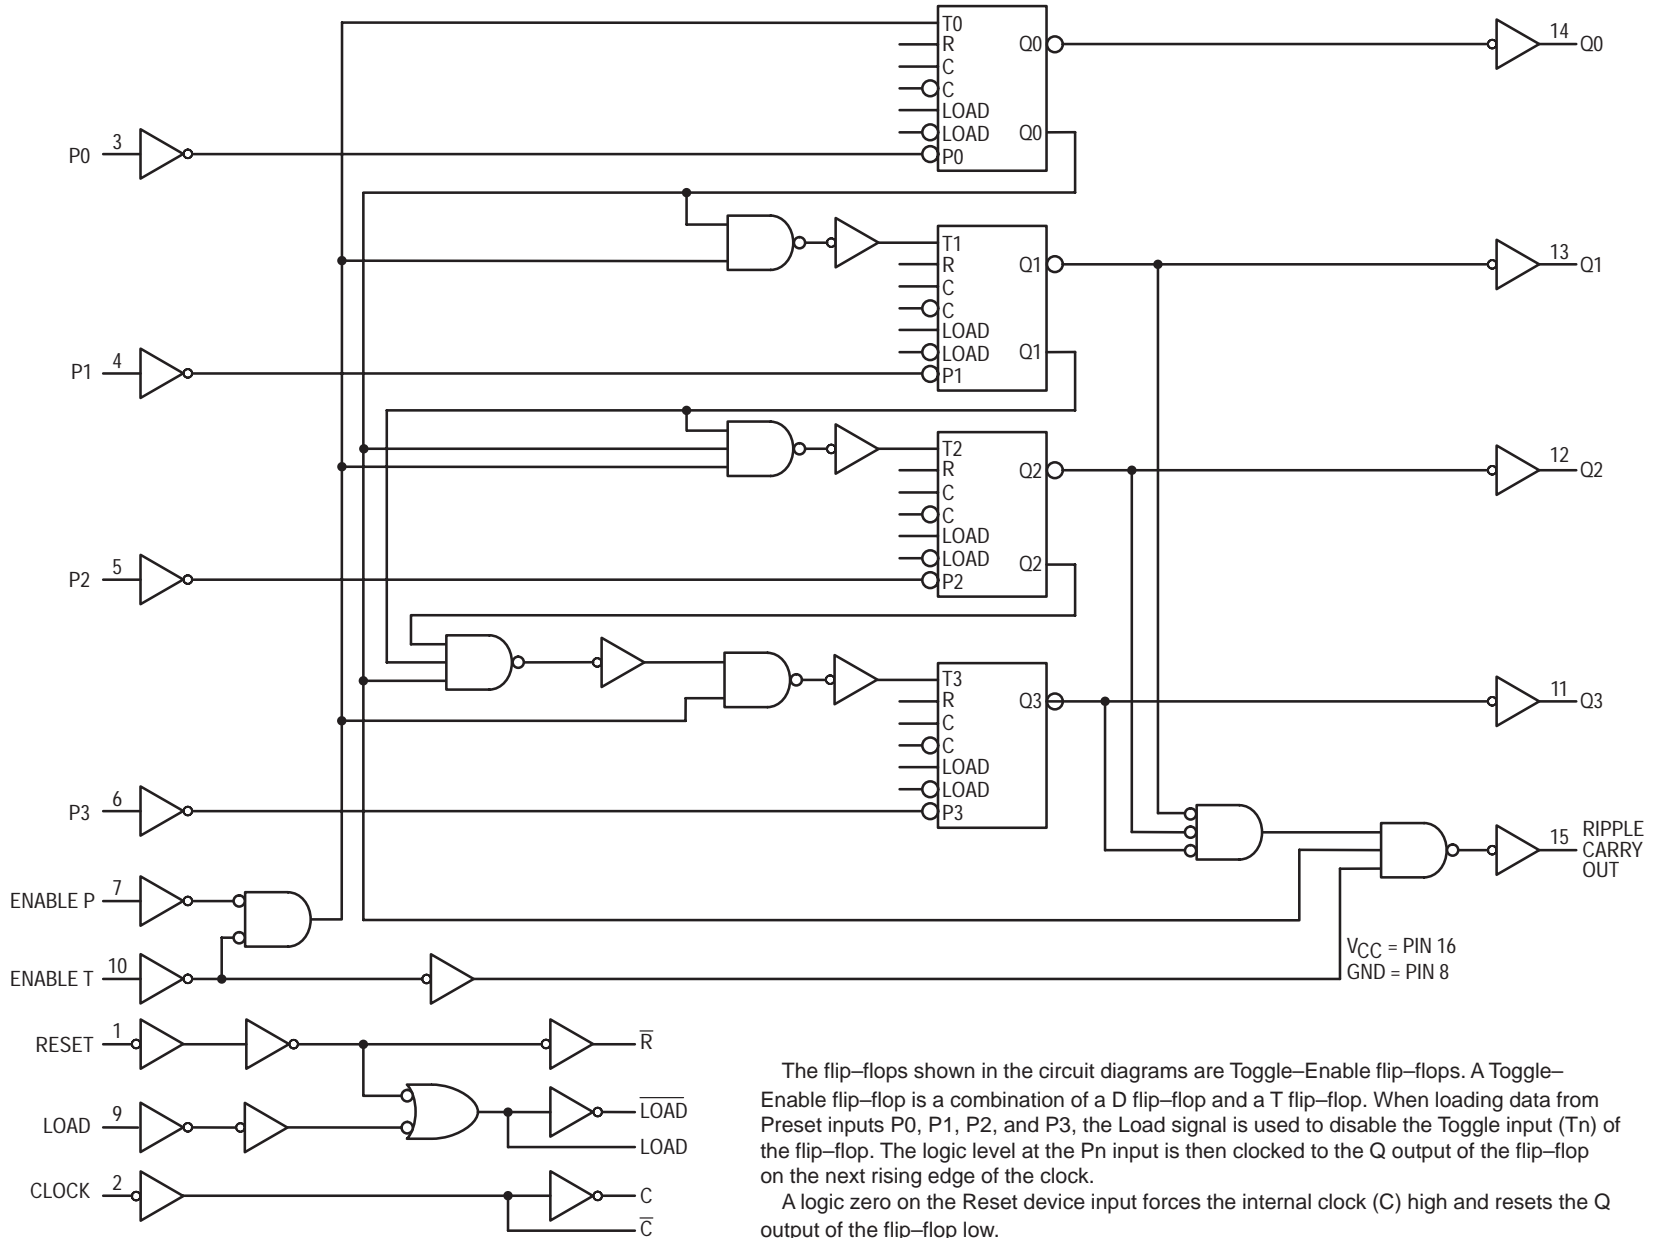 T0
R
C
C
LOAD
LOAD
P0
Q0
Q0
14
Q0
P0
3
T1
R
C
C
LOAD
LOAD
P1
Q1
Q1
13
Q1
P1
4
T2
R
C
C
LOAD
LOAD
P2
Q2
Q2
12
Q2
P2
5
T3
R
C
C
LOAD
LOAD
P3
Q3
11
Q3
P3
6
15
RIPPLE
CARRY
OUT
ENABLE P
7
ENABLE T
10
VCC = PIN 16
GND = PIN 8
RESET
1
R̅
LOAD
9
L̅O̅A̅D̅
LOAD
CLOCK
2
C
C̅
The flip–flops shown in the circuit diagrams are Toggle–Enable flip–flops. A Toggle–
Enable flip–flop is a combination of a D flip–flop and a T flip–flop. When loading data from
Preset inputs P0, P1, P2, and P3, the Load signal is used to disable the Toggle input (Tn) of
the flip–flop. The logic level at the Pn input is then clocked to the Q output of the flip–flop
on the next rising edge of the clock.
A logic zero on the Reset device input forces the internal clock (C) high and resets the Q
output of the flip–flop low.